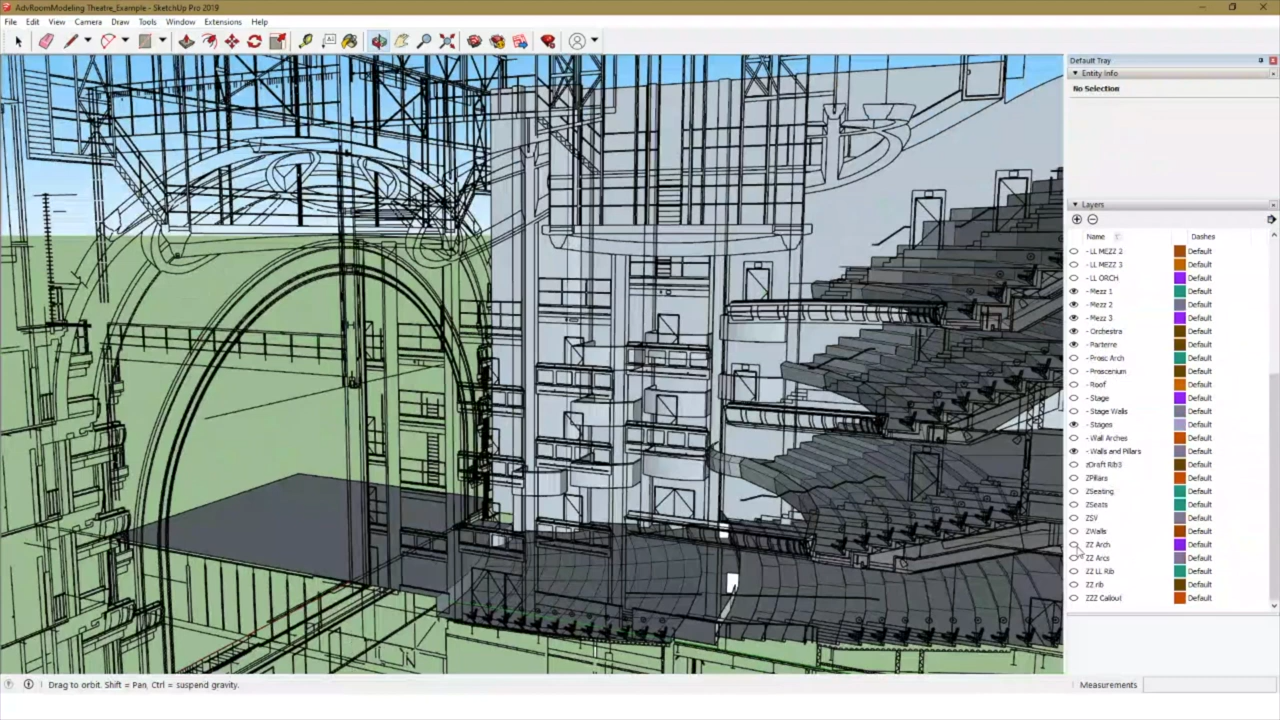 AdvRoomModeling Theatre_Example - SketchUp Pro 2019
File Edit View Camera Draw Tools Window Extensions Help
Default Tray
Entity Info
No Selection
Layers
Name Dashes
- LL MEZZ 2 Default
- LL MEZZ 3 Default
- LL ORCH Default
- Mezz 1 Default
- Mezz 2 Default
- Mezz 3 Default
- Orchestra Default
- Parterre Default
- Prosc Arch Default
- Proscenium Default
- Roof Default
- Stage Default
- Stage Walls Default
- Stages Default
- Wall Arches Default
- Walls and Pillars Default
zDraft Rib3 Default
ZPillars Default
ZSeating Default
ZSeats Default
ZSV Default
ZWalls Default
ZZ Arch Default
ZZ Arcs Default
ZZ LL Rib Default
ZZ rib Default
ZZZ Callout Default
Drag to orbit. Shift = Pan, Ctrl = suspend gravity.
Measurements